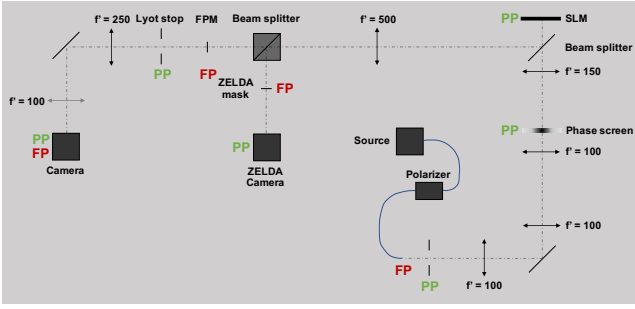 f' = 250
Lyot stop
FPM
Beam splitter
f' = 500
PP
SLM
Beam splitter
PP
FP
ZELDA
mask
FP
f' = 150
f' = 100
PP
FP
Camera
PP
ZELDA
Camera
Source
PP
Phase screen
f' = 100
Polarizer
f' = 100
FP
PP
f' = 100